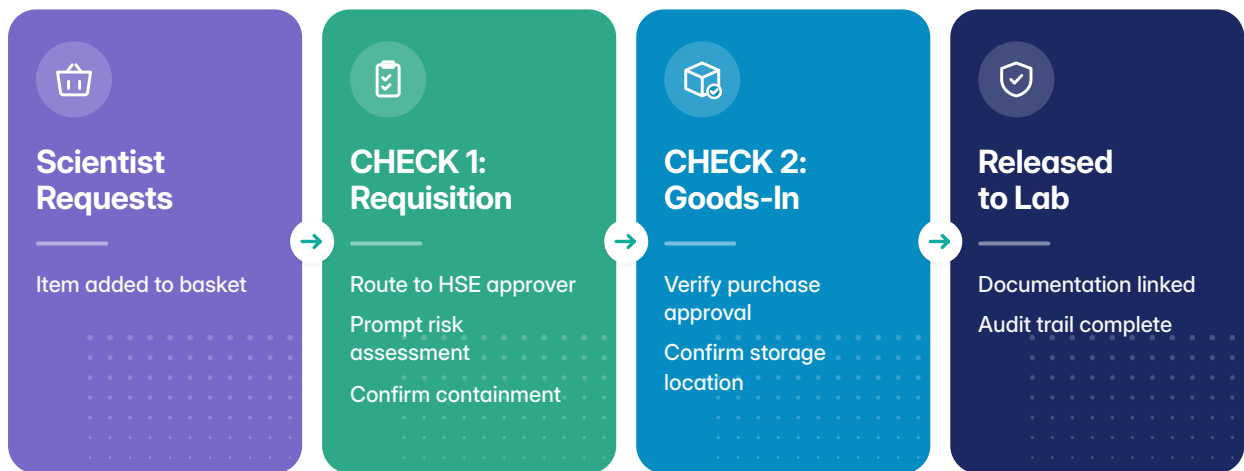 Scientist
Requests
Item added to basket
CHECK 1:
Requisition
Route to HSE approver
Prompt risk
assessment
Confirm containment
CHECK 2:
Goods-In
Verify purchase
approval
Confirm storage
location
Released
to Lab
Documentation linked
Audit trail complete